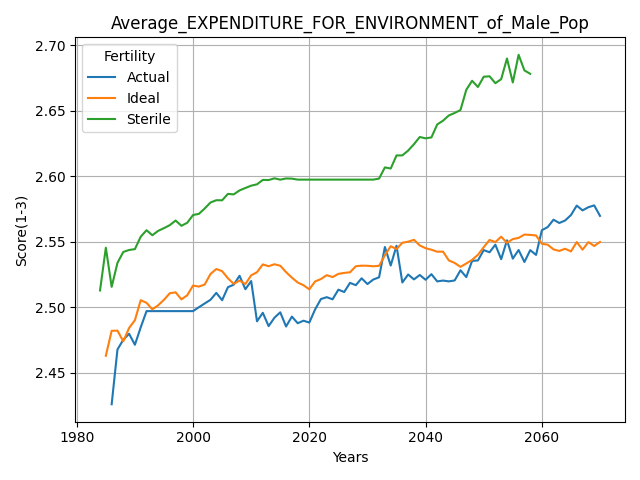 Average_EXPENDITURE_FOR_ENVIRONMENT_of_Male_Pop
Fertility
Actual
Ideal
Sterile
Score(1-3)
2.70
2.65
2.60
2.55
2.50
2.45
1980 2000 2020 2040 2060
Years